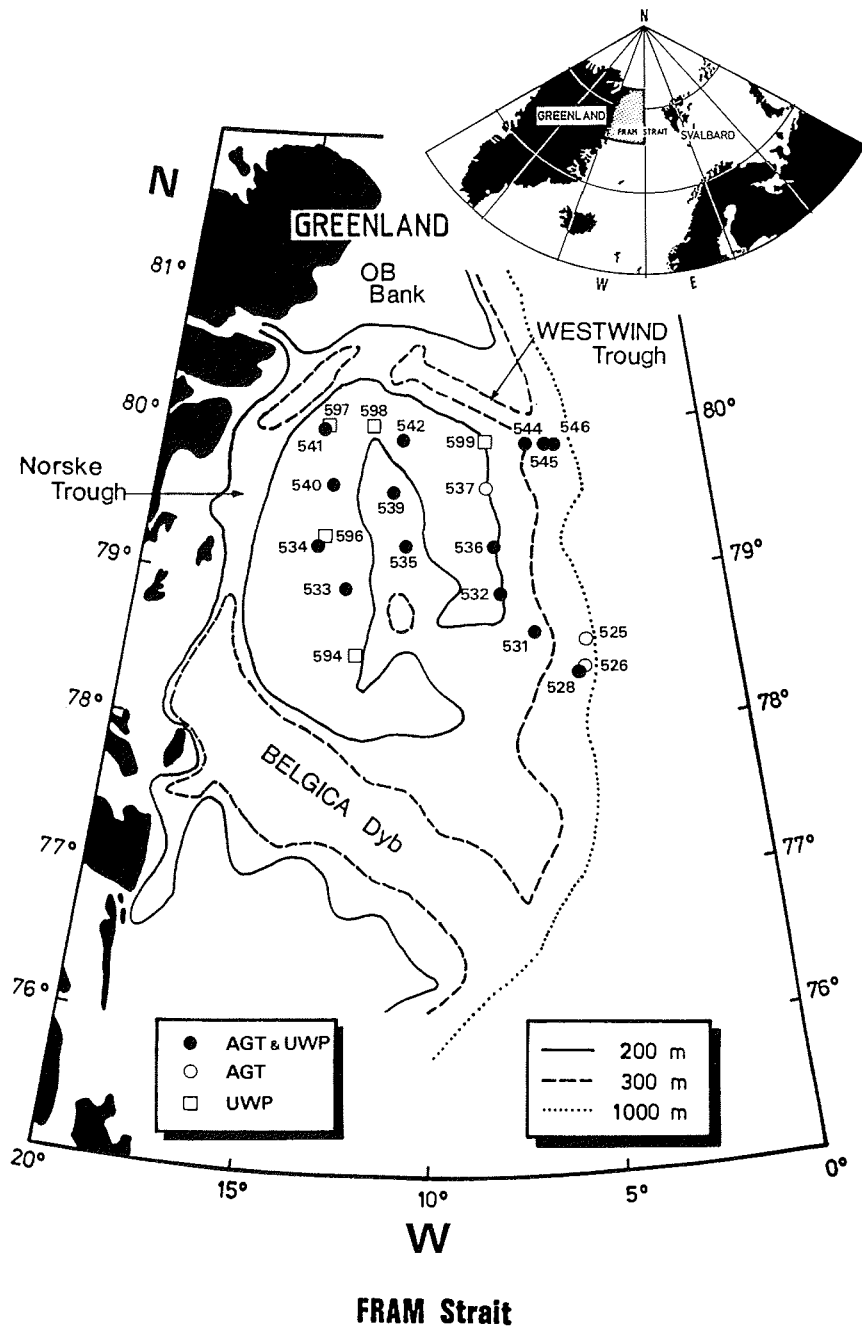 N
GREENLAND
FRAM STRAIT
SVALBARD
W
E
N
GREENLAND
OB
Bank
81°
WESTWIND
Trough
80°
80°
597
598
542
541
599
544
546
545
Norske
Trough
540
539
537
596
534
535
536
79°
79°
533
532
594
531
525
526
528
78°
78°
BELGICA Dyb
77°
77°
76°
76°
AGT & UWP
AGT
UWP
200 m
300 m
1000 m
20°
15°
10°
5°
0°
W
FRAM Strait